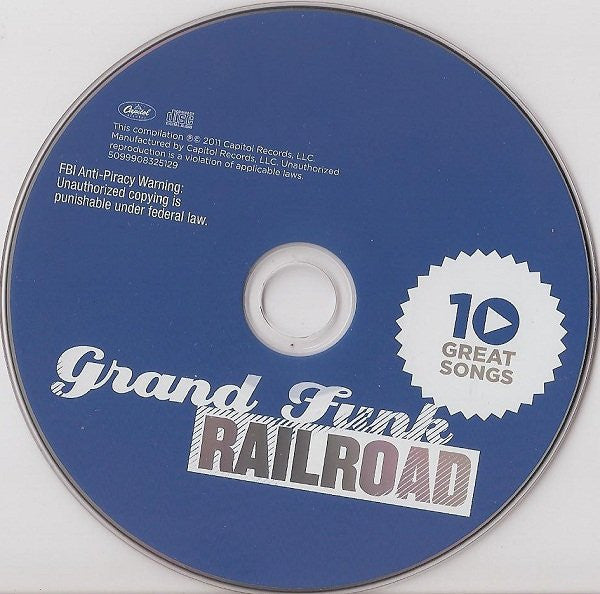 Capitol
This compilation ℗© 2011 Capitol Records, LLC.
Manufactured by Capitol Records, LLC. Unauthorized
reproduction is a violation of applicable laws.
5099908325129
FBI Anti-Piracy Warning:
Unauthorized copying is
punishable under federal law.
10
GREAT
SONGS
Grand Funk
RAILROAD